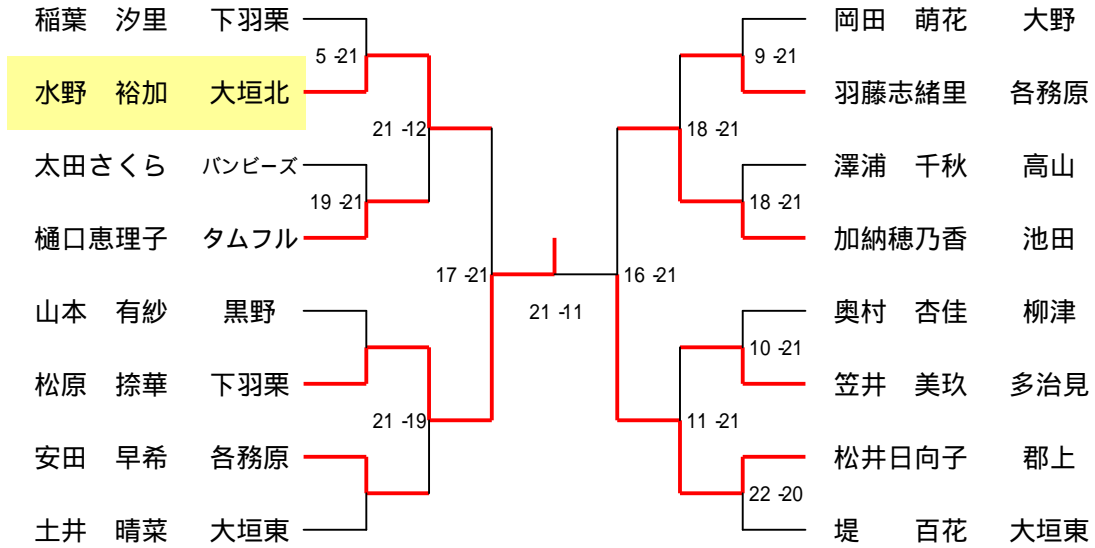 稲葉 汐里 下羽栗
5 -21
水野 裕加 大垣北
21 -12
太田さくら バンビーズ
19 -21
樋口恵理子 タムフル
17 -21
山本 有紗 黒野
松原 捺華 下羽栗
21 -19
安田 早希 各務原
土井 晴菜 大垣東
21 -11
岡田 萌花 大野
9 -21
羽藤志緒里 各務原
18 -21
澤浦 千秋 高山
18 -21
加納穂乃香 池田
16 -21
奥村 杏佳 柳津
10 -21
笠井 美玖 多治見
11 -21
松井日向子 郡上
22 -20
堤 百花 大垣東